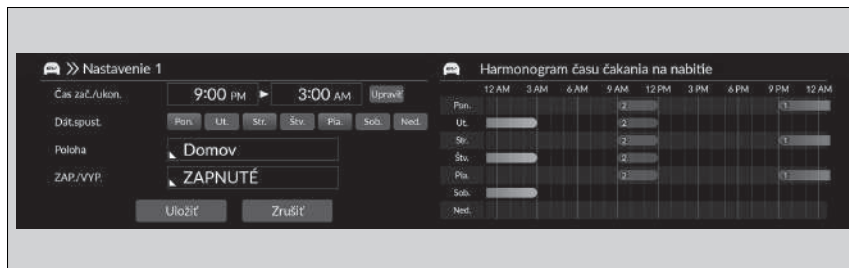 Nastavenie 1
Čas zač./ukon.
9:00 PM
3:00 AM
Upraviť
Dát.spust.
Pon. Ut. Str. Štv. Pia. Sob. Ned.
Poloha
Domov
ZAP./VYP.
ZAPNUTÉ
Uložiť Zrušiť
Harmonogram času čakania na nabitie
12 AM 3 AM 6 AM 9 AM 12 PM 3 PM 6 PM 9 PM 12 AM
Pon. 2 1
Ut. 2
Str. 2 1
Štv. 2
Pia. 2 1
Sob.
Ned.